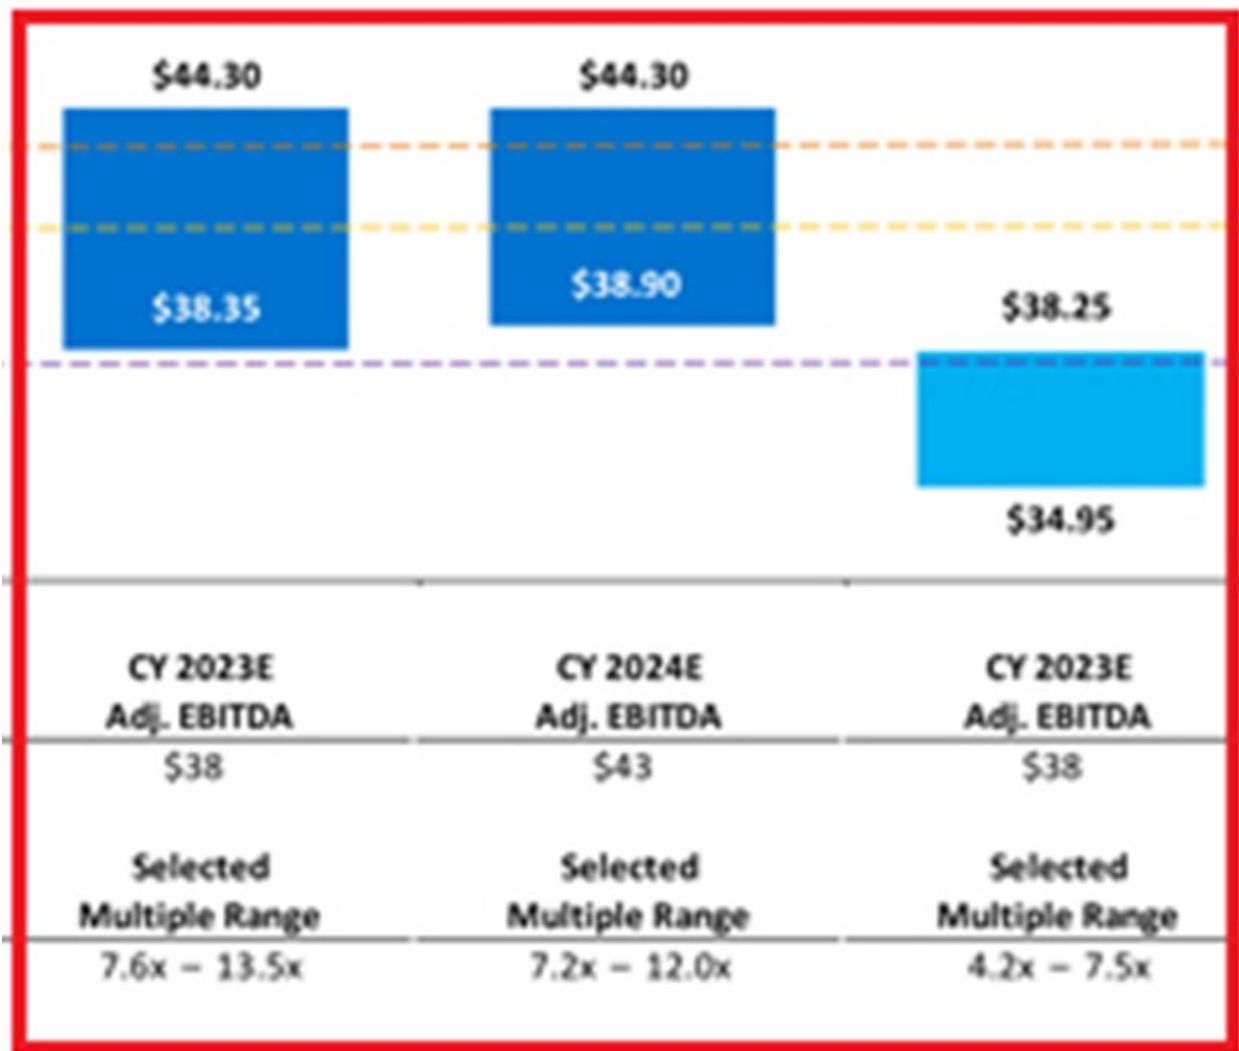 $44.30 $44.30
$38.90
$38.35 $38.25
$34.95
CY 2023E CY 2024E CY 2023E
Adj. EBITDA Adj. EBITDA Adj. EBITDA
$38 $43 $38
Selected Selected Selected
Multiple Range Multiple Range Multiple Range
7.6x – 13.5x 7.2x – 12.0x 4.2x – 7.5x